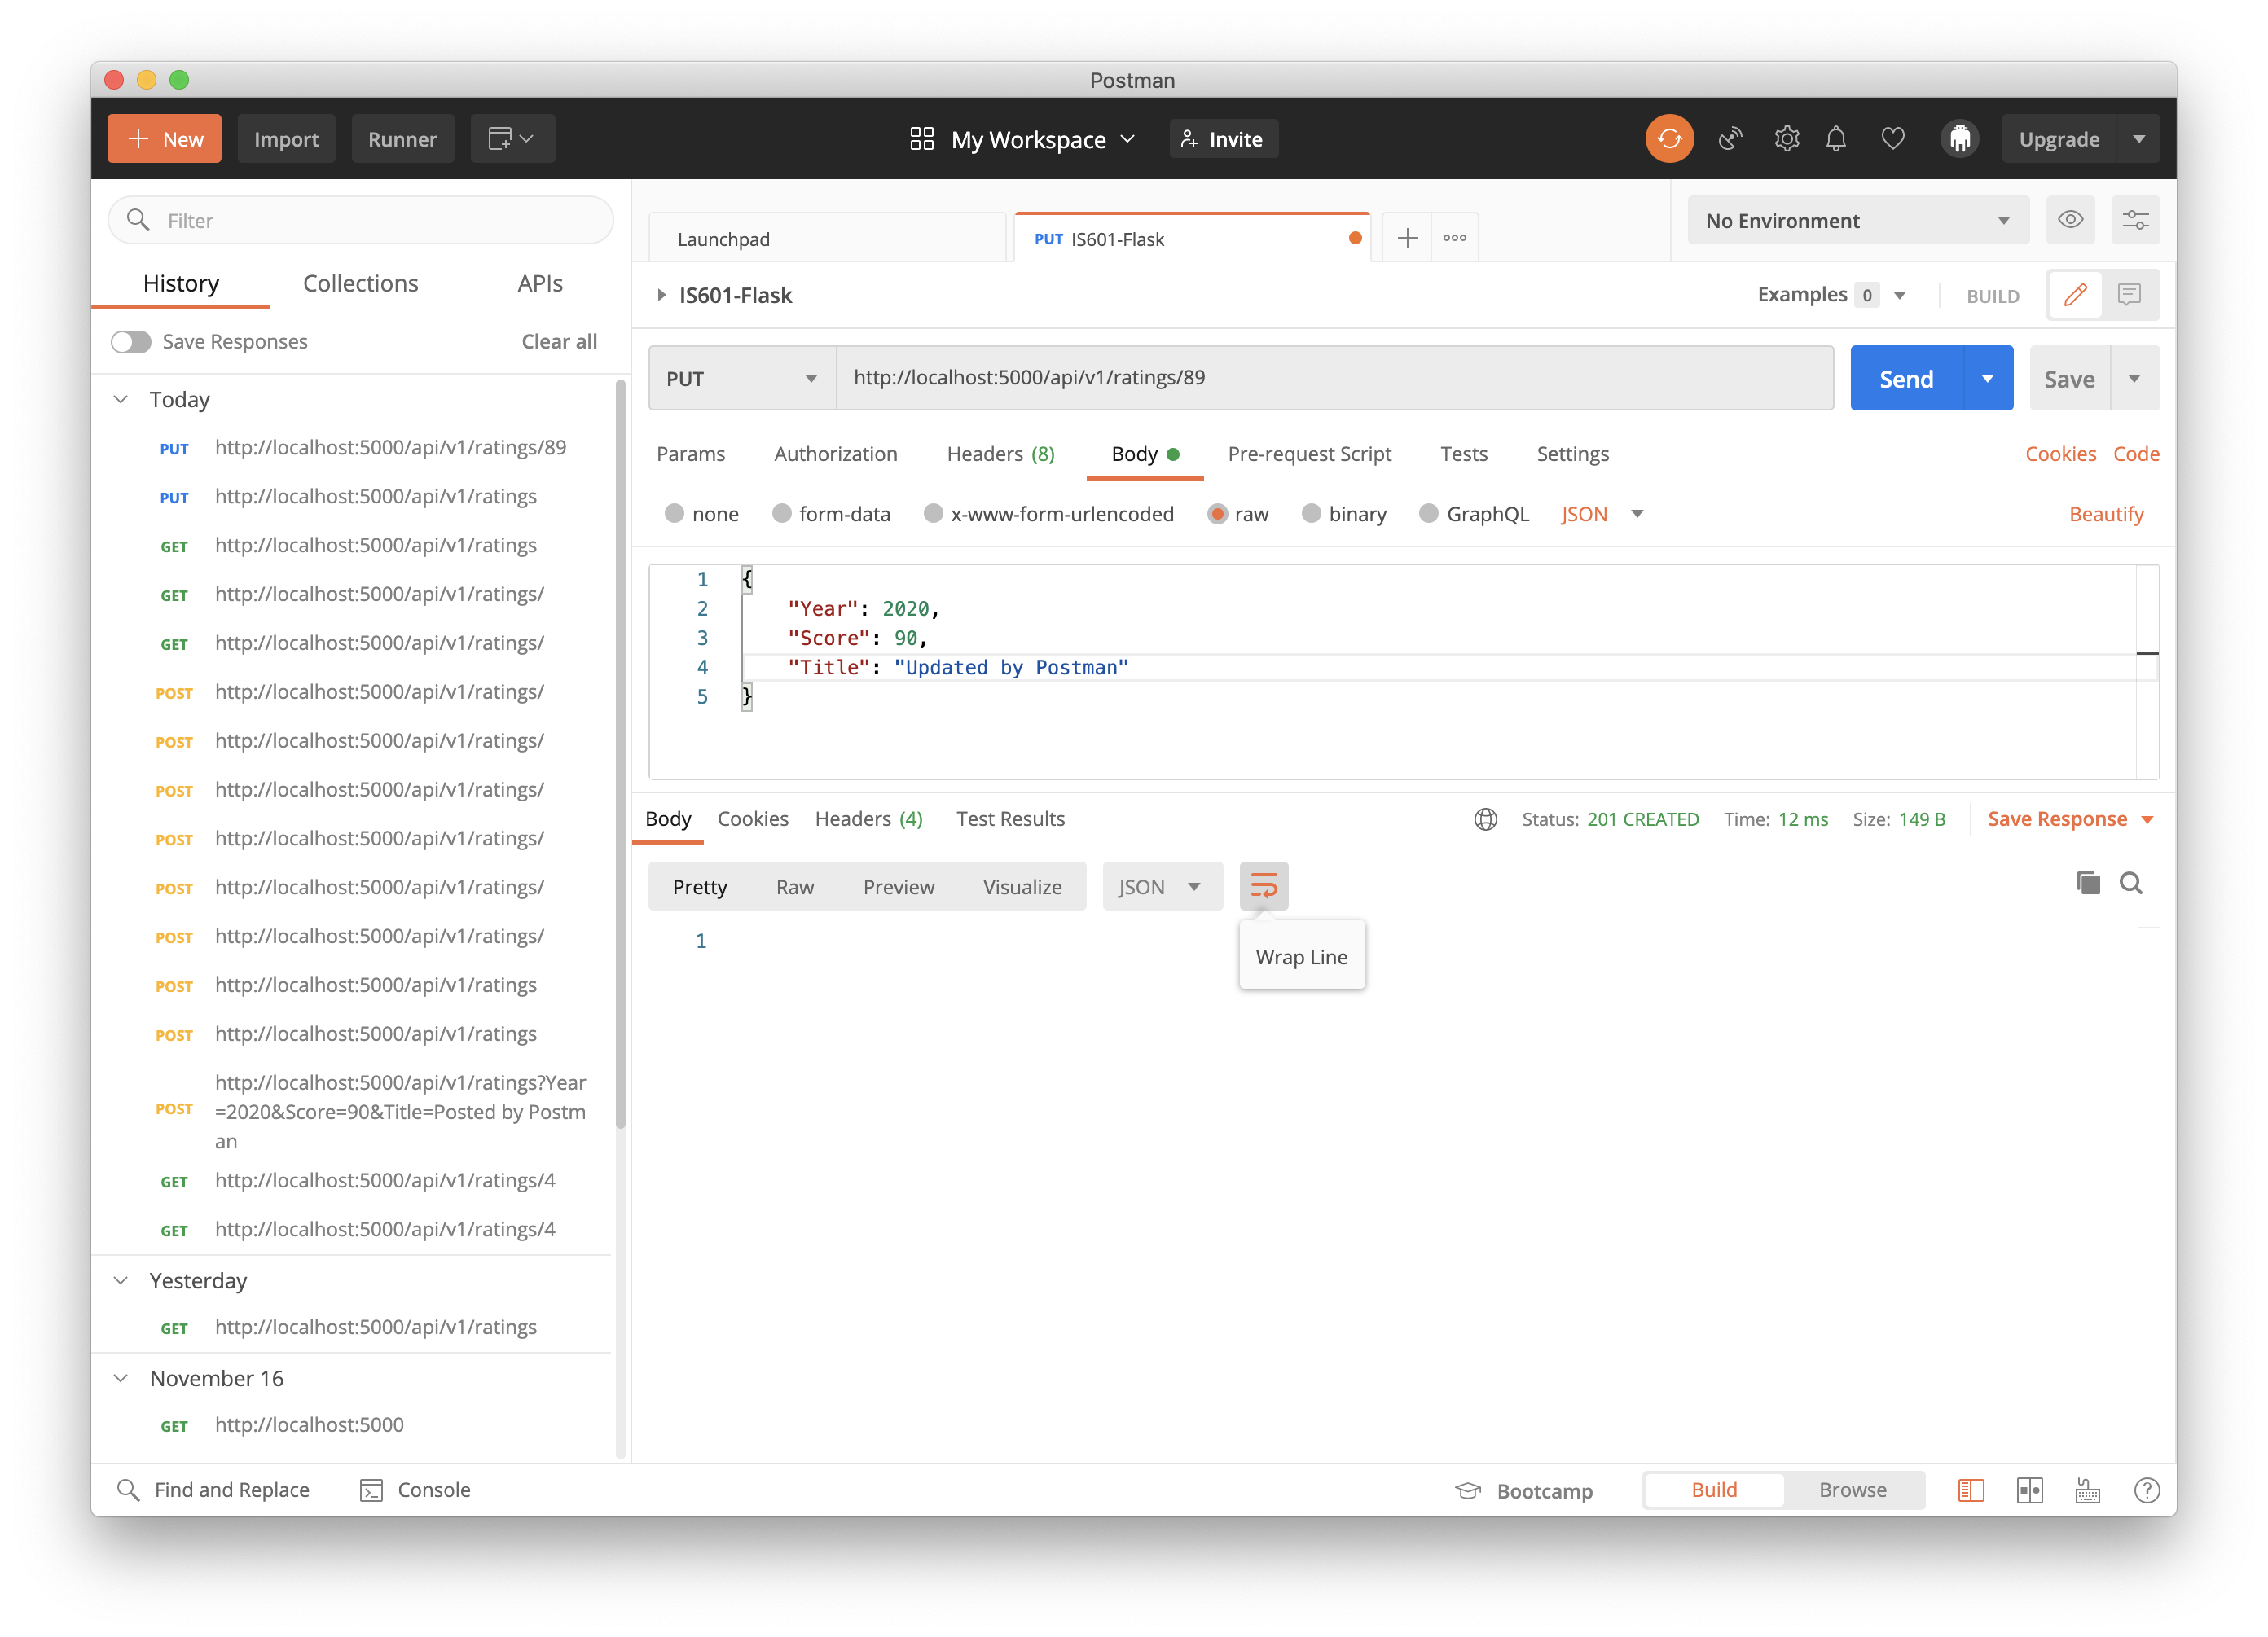 Postman
New
Import
Runner
My Workspace
Invite
Upgrade
Filter
History
Collections
APIs
Save Responses
Clear all
Today
PUT http://localhost:5000/api/v1/ratings/89
PUT http://localhost:5000/api/v1/ratings
GET http://localhost:5000/api/v1/ratings
GET http://localhost:5000/api/v1/ratings/
GET http://localhost:5000/api/v1/ratings/
POST http://localhost:5000/api/v1/ratings/
POST http://localhost:5000/api/v1/ratings/
POST http://localhost:5000/api/v1/ratings/
POST http://localhost:5000/api/v1/ratings/
POST http://localhost:5000/api/v1/ratings/
POST http://localhost:5000/api/v1/ratings/
POST http://localhost:5000/api/v1/ratings
POST http://localhost:5000/api/v1/ratings
http://localhost:5000/api/v1/ratings?Year
POST =2020&Score=90&Title=Posted by Postm
an
GET http://localhost:5000/api/v1/ratings/4
GET http://localhost:5000/api/v1/ratings/4
Yesterday
GET http://localhost:5000/api/v1/ratings
November 16
GET http://localhost:5000
Launchpad
PUT IS601-Flask
No Environment
IS601-Flask
Examples 0
BUILD
PUT
http://localhost:5000/api/v1/ratings/89
Send
Save
Params
Authorization
Headers (8)
Body
Pre-request Script
Tests
Settings
Cookies
Code
none
form-data
x-www-form-urlencoded
raw
binary
GraphQL
JSON
Beautify
1 {
2 "Year": 2020,
3 "Score": 90,
4 "Title": "Updated by Postman"
5 }
Body
Cookies
Headers (4)
Test Results
Status: 201 CREATED
Time: 12 ms
Size: 149 B
Save Response
Pretty
Raw
Preview
Visualize
JSON
1
Wrap Line
Find and Replace
Console
Bootcamp
Build
Browse